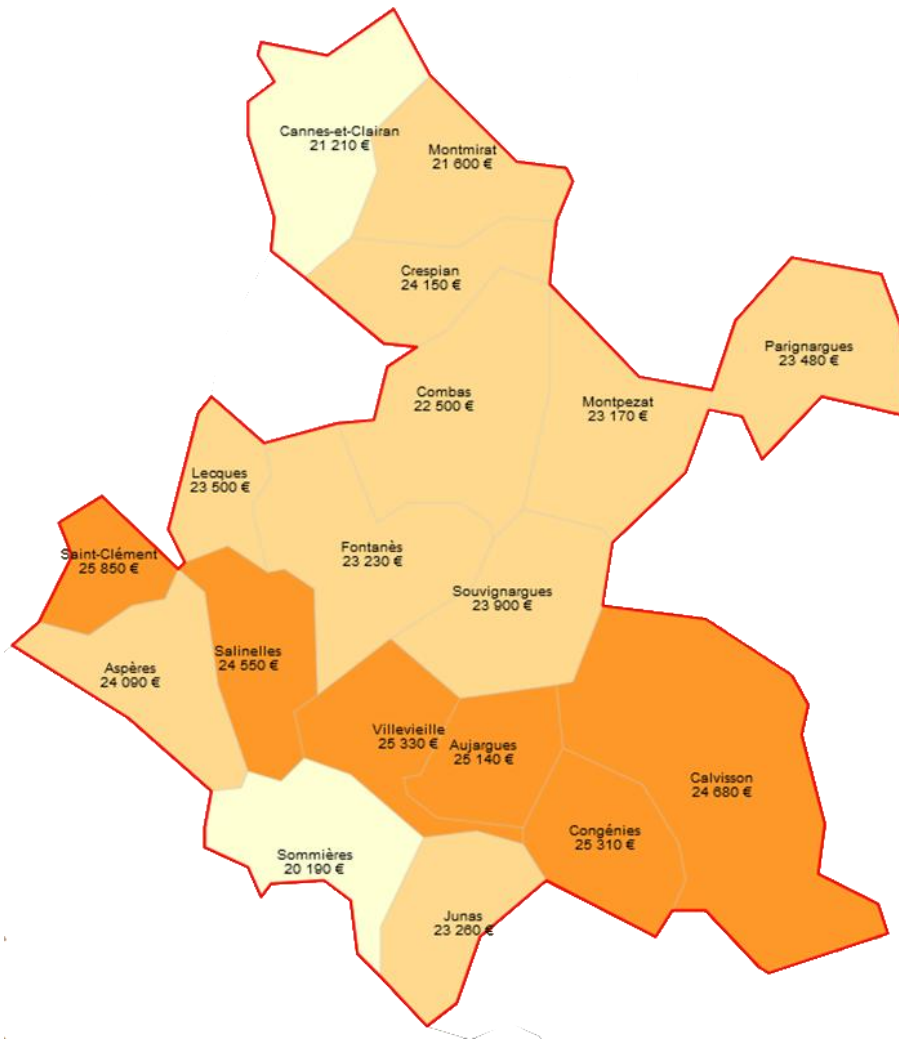 Cannes-et-Clairan
21 210 €
Montmirat
21 600 €
Crespian
24 150 €
Parignargues
23 480 €
Combas
22 500 €
Montpezat
23 170 €
Lecques
23 500 €
Saint-Clément
25 850 €
Fontanès
23 230 €
Souvignargues
23 900 €
Salinelles
24 550 €
Aspères
24 090 €
Villevieille
25 330 €
Aujargues
25 140 €
Calvisson
24 680 €
Congénies
25 310 €
Sommières
20 190 €
Junas
23 260 €